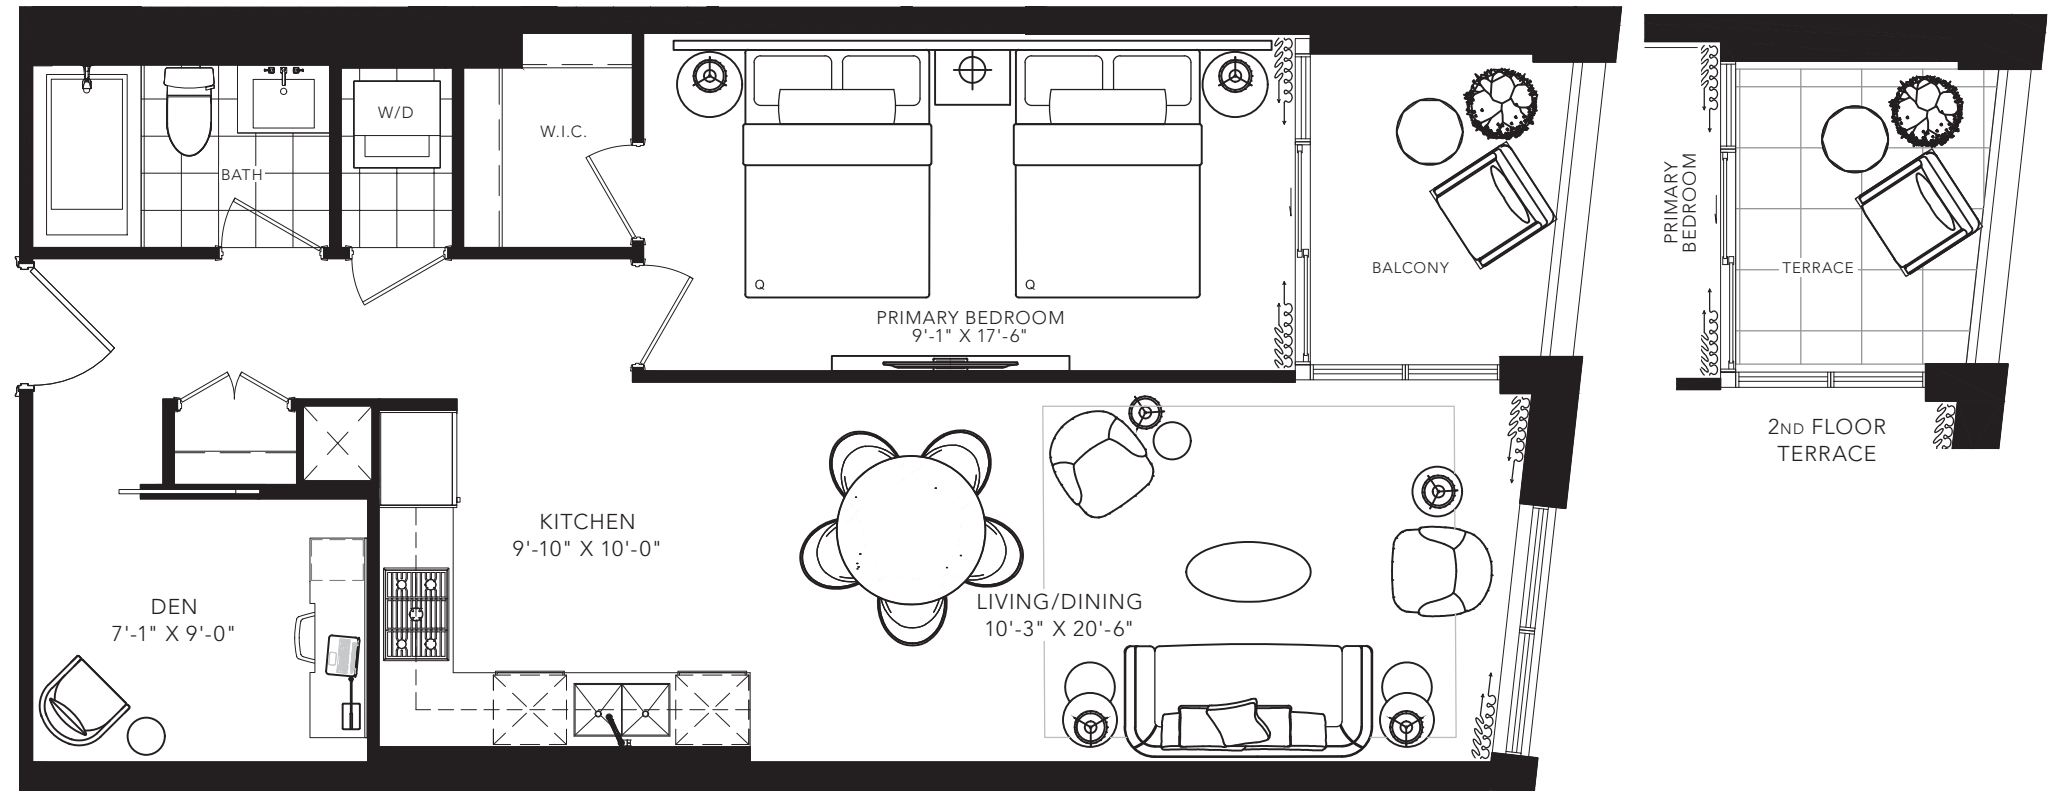 W/D
W.I.C.
BATH
Q
Q
BALCONY
PRIMARY BEDROOM
9'-1" X 17'-6"
KITCHEN
9'-10" X 10'-0"
DEN
7'-1" X 9'-0"
LIVING/DINING
10'-3" X 20'-6"
PRIMARY
BEDROOM
TERRACE
2ND FLOOR
TERRACE